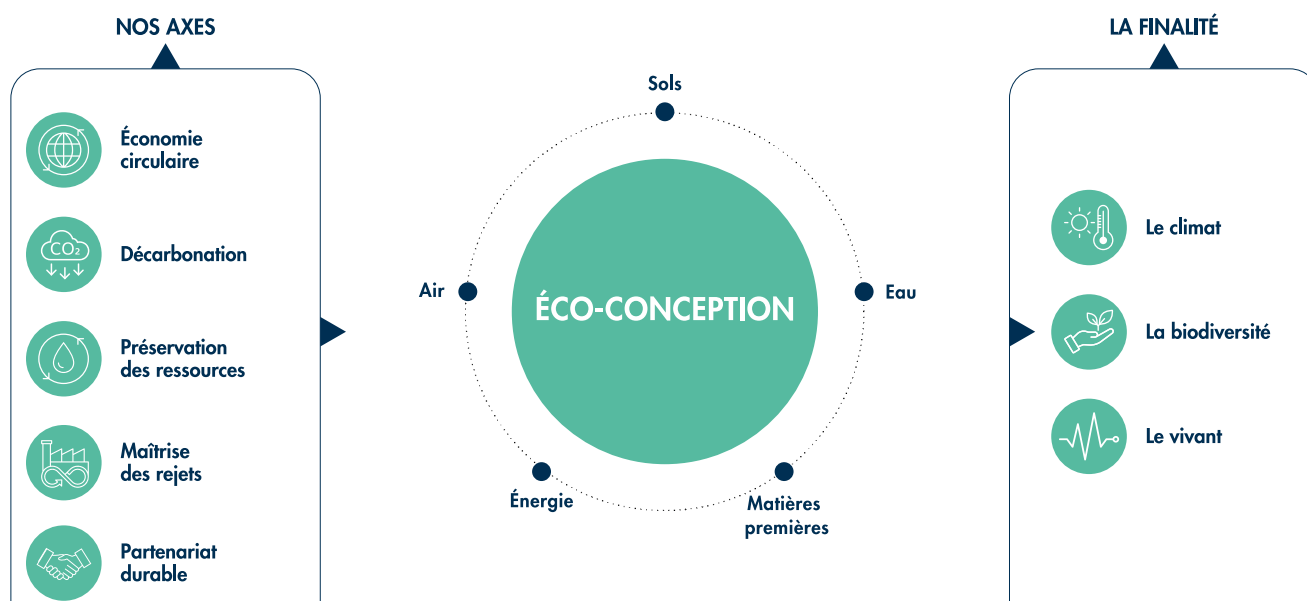 NOS AXES
Économie
circulaire
CO₂
Décarbonation
Préservation
des ressources
Maîtrise
des rejets
Partenariat
durable
Sols
Air
ÉCO-CONCEPTION
Eau
Énergie
Matières
premières
LA FINALITÉ
Le climat
La biodiversité
Le vivant